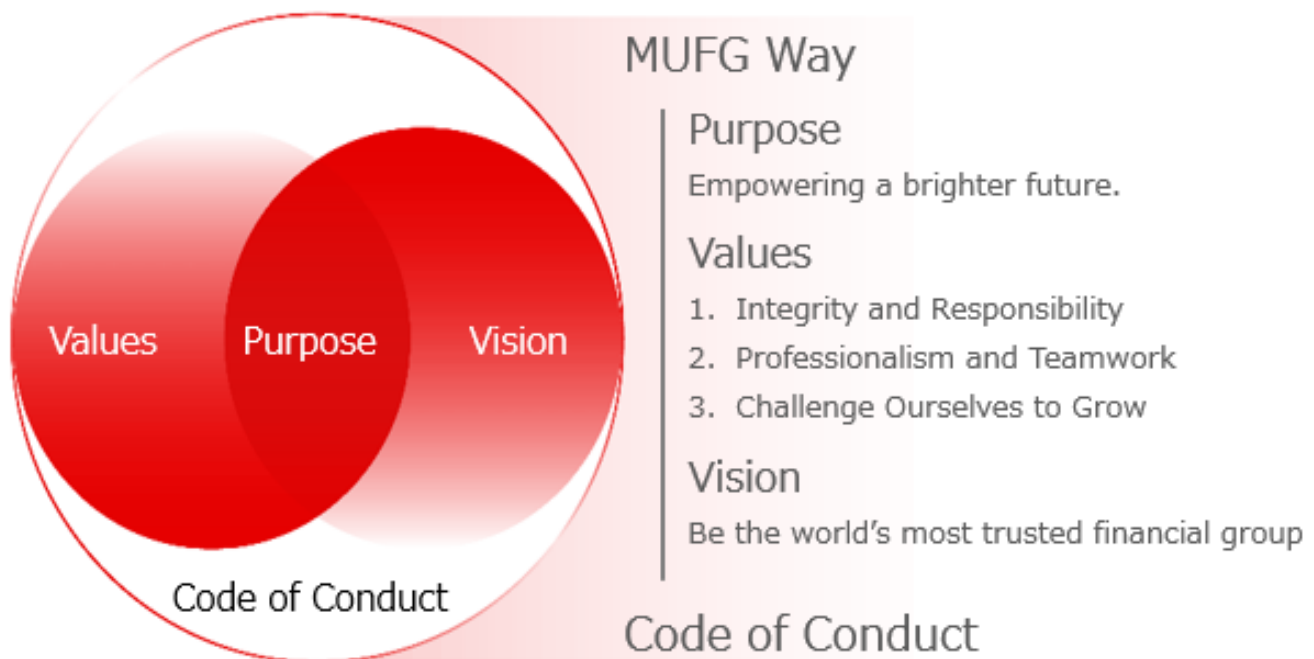 Values
Purpose
Vision
Code of Conduct
MUFG Way
Purpose
Empowering a brighter future.
Values
1. Integrity and Responsibility
2. Professionalism and Teamwork
3. Challenge Ourselves to Grow
Vision
Be the world’s most trusted financial group
Code of Conduct